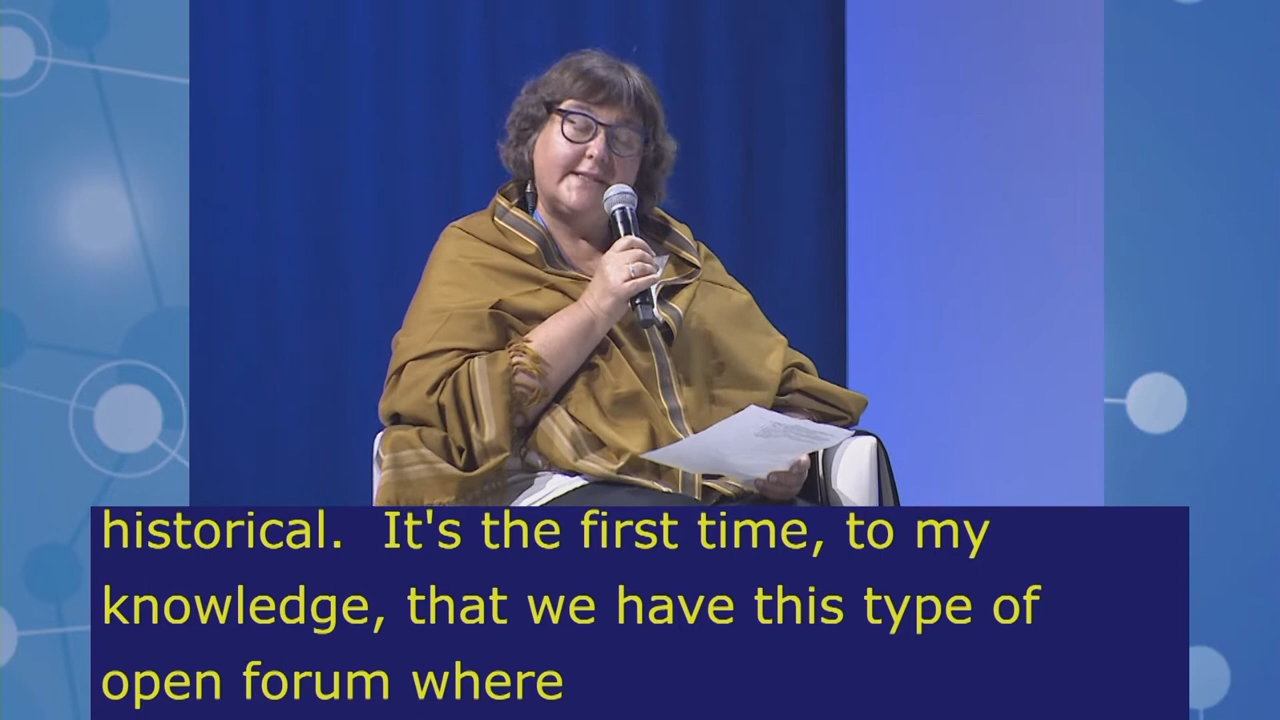 historical.  It's the first time, to my
knowledge, that we have this type of
open forum where